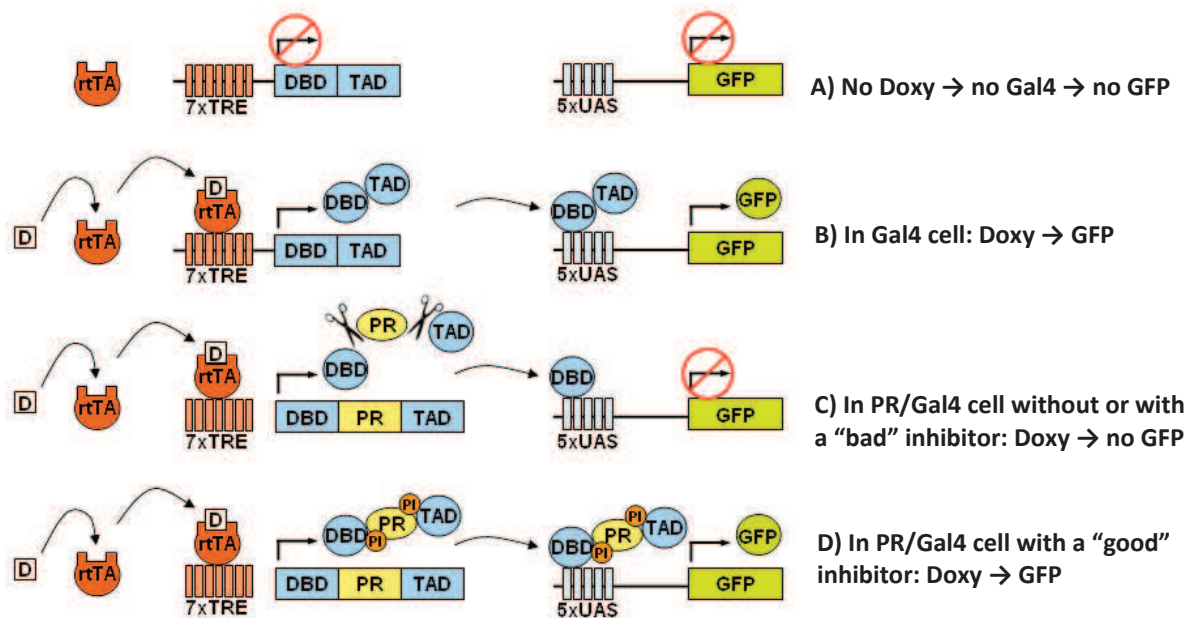 rtTA
DBD TAD
7xTRE
GFP
5xUAS
A) No Doxy → no Gal4 → no GFP
D
rtTA
D
rtTA
7xTRE
DBD TAD
DBD TAD
DBD TAD
5xUAS
GFP
GFP
B) In Gal4 cell: Doxy → GFP
D
rtTA
D
rtTA
7xTRE
DBD PR TAD
DBD PR TAD
DBD
5xUAS
GFP
C) In PR/Gal4 cell without or with
a “bad” inhibitor: Doxy → no GFP
D
rtTA
D
rtTA
7xTRE
DBD PI PR PI TAD
DBD PR TAD
DBD PI PR PI TAD
5xUAS
GFP
GFP
D) In PR/Gal4 cell with a “good”
inhibitor: Doxy → GFP